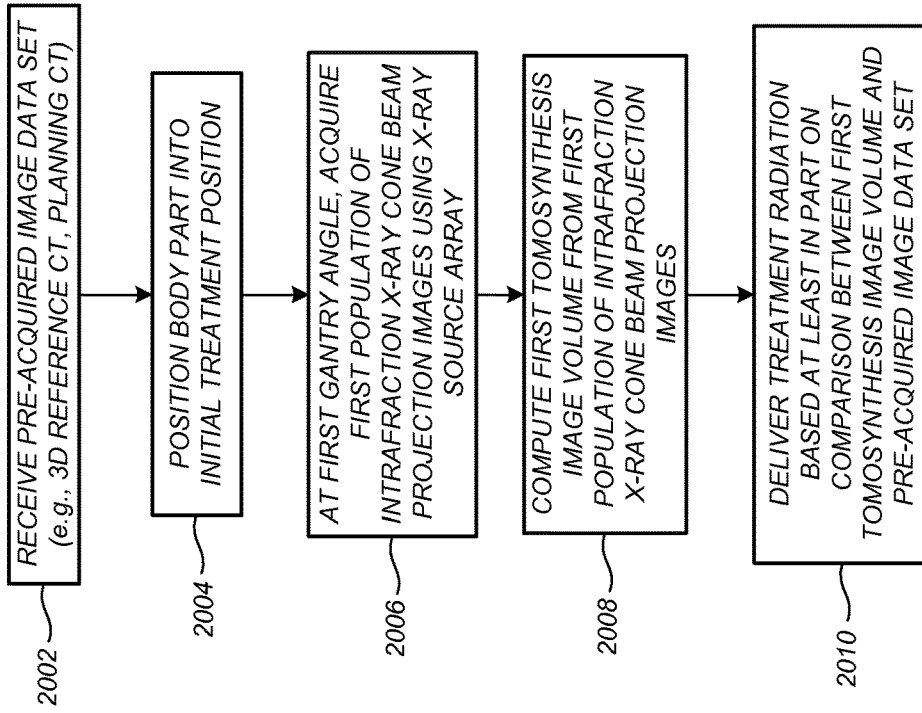 RECEIVE PRE-ACQUIRED IMAGE DATA SET
(e.g., 3D REFERENCE CT, PLANNING CT)
2002
POSITION BODY PART INTO
INITIAL TREATMENT POSITION
2004
AT FIRST GANTRY ANGLE, ACQUIRE
FIRST POPULATION OF
INTRAFRACTION X-RAY CONE BEAM
PROJECTION IMAGES USING X-RAY
SOURCE ARRAY
2006
COMPUTE FIRST TOMOSYNTHESIS
IMAGE VOLUME FROM FIRST
POPULATION OF INTRAFRACTION
X-RAY CONE BEAM PROJECTION
IMAGES
2008
DELIVER TREATMENT RADIATION
BASED AT LEAST IN PART ON
COMPARISON BETWEEN FIRST
TOMOSYNTHESIS IMAGE VOLUME AND
PRE-ACQUIRED IMAGE DATA SET
2010